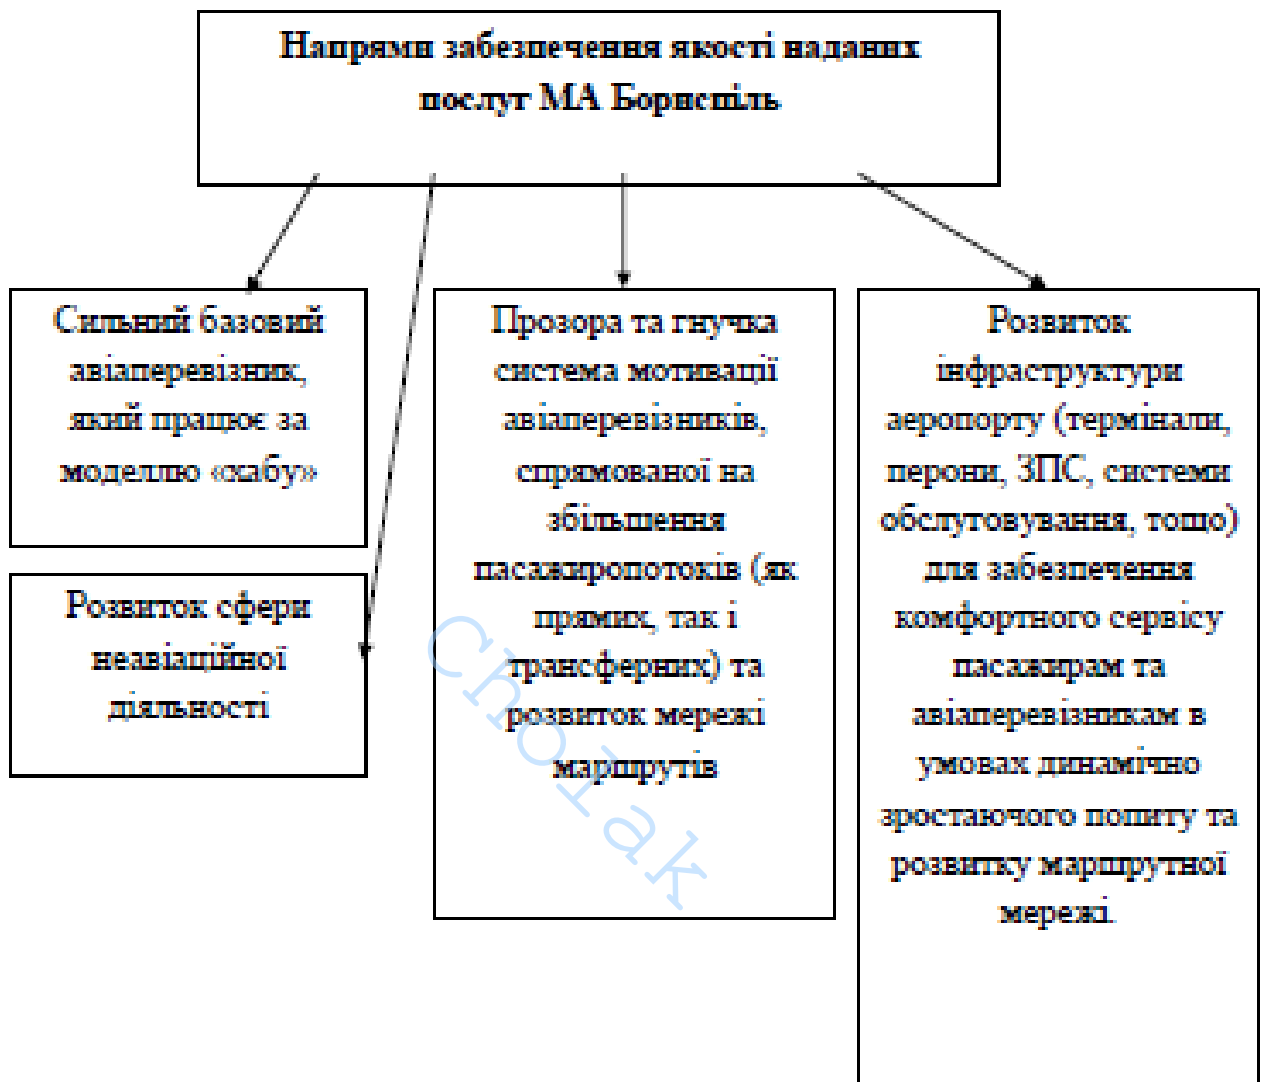 Напрями забезпечення якості наданих
послуг МА Бориспіль
Сильний базовий
авіаперевізник,
який працює за
моделлю «хабу»
Розвиток сфери
неавіаційної
діяльності
Прозора та гнучка
система мотивації
авіаперевізників,
спрямованої на
збільшення
пасажиропотоків (як
прямих, так і
трансферних) та
розвиток мережі
маршрутів
Розвиток
інфраструктури
аеропорту (термінали,
перони, ЗПС, системи
обслуговування, тощо)
для забезпечення
комфортного сервісу
пасажирам та
авіаперевізникам в
умовах динамічно
зростаючого попиту та
розвитку маршрутної
мережі.
Cholak